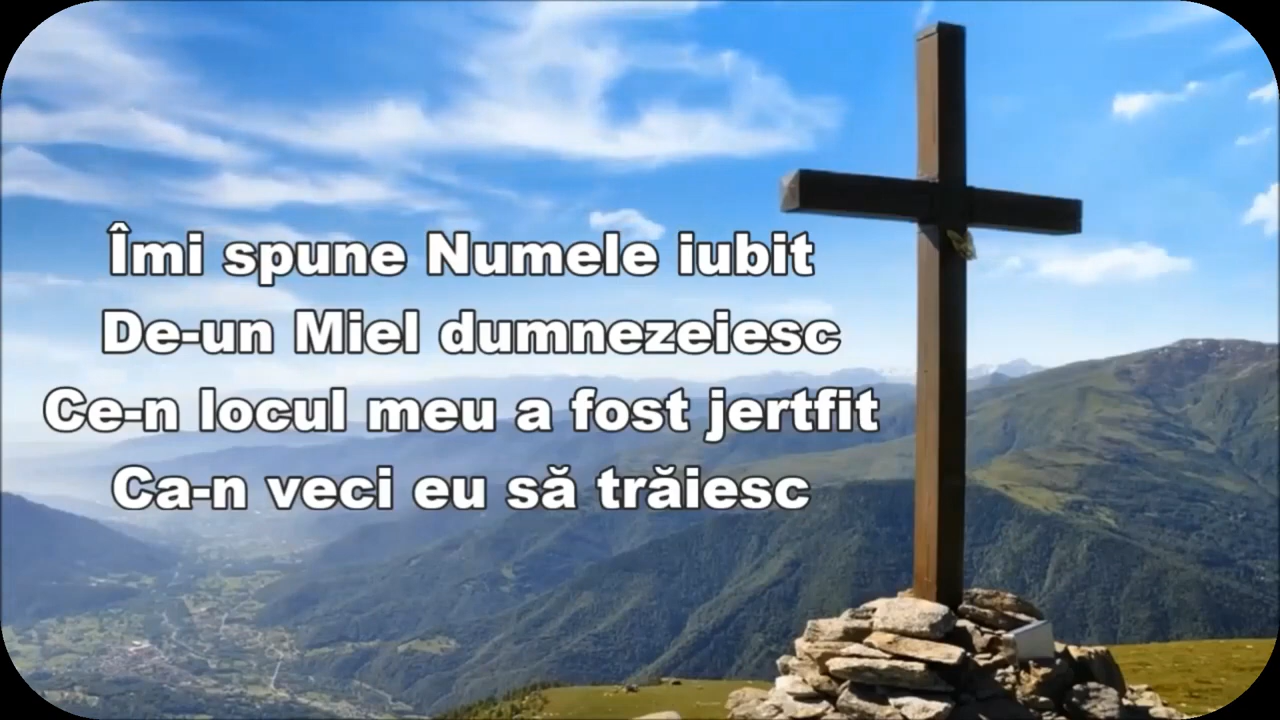 Îmi spune Numele iubit
De-un Miel dumnezeiesc
Ce-n locul meu a fost jertfit
Ca-n veci eu să trăiesc